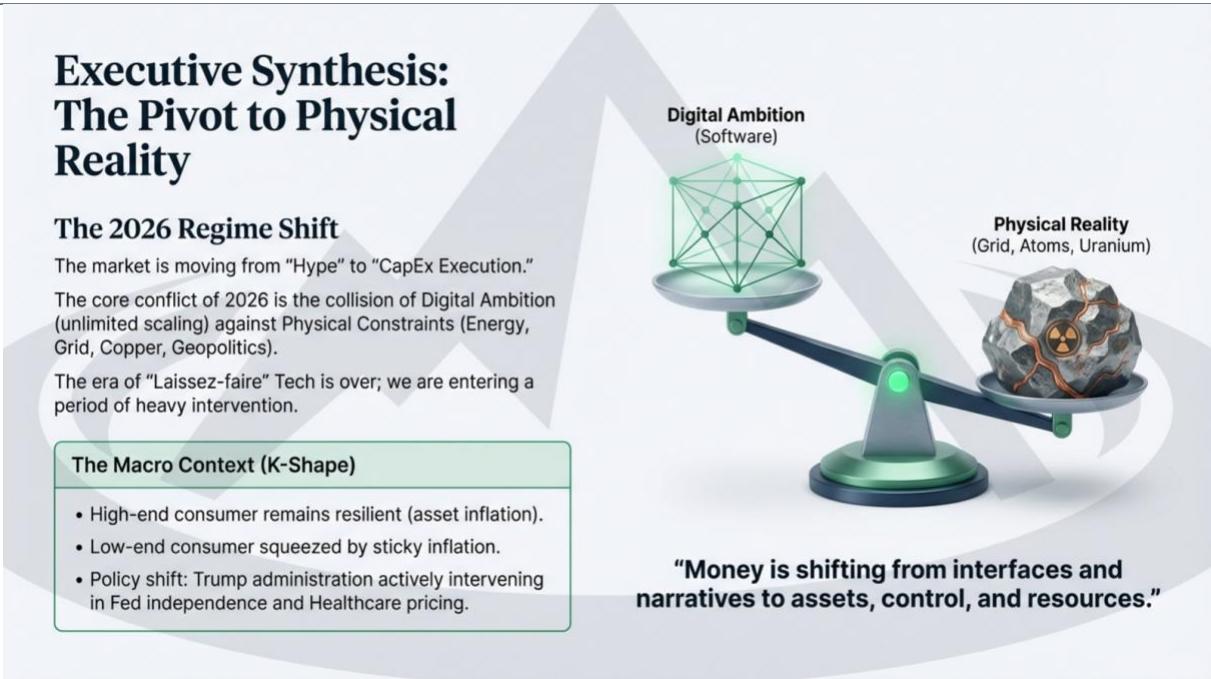 Executive Synthesis:
The Pivot to Physical
Reality
The 2026 Regime Shift
The market is moving from “Hype” to “CapEx Execution.”
The core conflict of 2026 is the collision of Digital Ambition
(unlimited scaling) against Physical Constraints (Energy,
Grid, Copper, Geopolitics).
The era of “Laissez-faire” Tech is over; we are entering a
period of heavy intervention.
The Macro Context (K-Shape)
• High-end consumer remains resilient (asset inflation).
• Low-end consumer squeezed by sticky inflation.
• Policy shift: Trump administration actively intervening
in Fed independence and Healthcare pricing.
Digital Ambition
(Software)
Physical Reality
(Grid, Atoms, Uranium)
“Money is shifting from interfaces and
narratives to assets, control, and resources.”